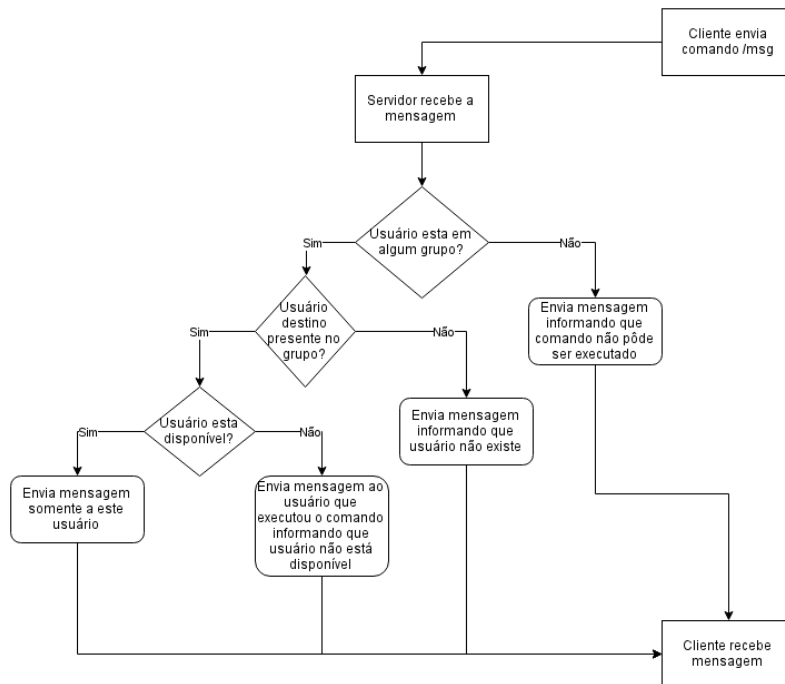 Cliente envia
comando /msg
Servidor recebe a
mensagem
Usuário esta em
algum grupo?
Sim
Não
Usuário
destino
presente no
grupo?
Envia mensagem
informando que
comando não pôde
ser executado
Sim
Não
Usuário esta
disponível?
Envia mensagem
informando que
usuário não existe
Sim
Não
Envia mensagem
somente a este
usuário
Envia mensagem ao
usuário que
executou o comando
informando que
usuário não está
disponível
Cliente recebe
mensagem